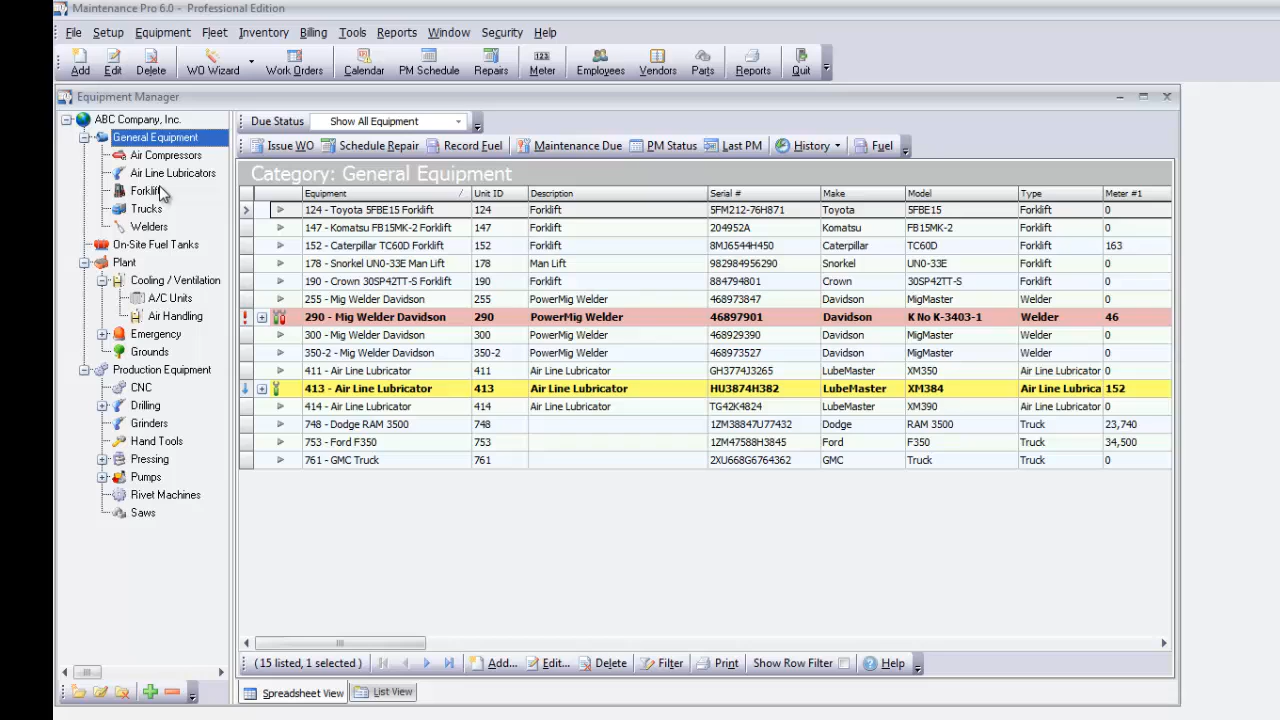 Maintenance Pro 6.0 - Professional Edition
File Setup Equipment Fleet Inventory Billing Tools Reports Window Security Help
Add Edit Delete WO Wizard Work Orders Calendar PM Schedule Repairs Meter Employees Vendors Parts Reports Quit
Equipment Manager
ABC Company, Inc.
General Equipment
Air Compressors
Air Line Lubricators
Forklift
Trucks
Welders
On-Site Fuel Tanks
Plant
Cooling / Ventilation
A/C Units
Air Handling
Emergency
Grounds
Production Equipment
CNC
Drilling
Grinders
Hand Tools
Pressing
Pumps
Rivet Machines
Saws
Due Status Show All Equipment
Issue WO Schedule Repair Record Fuel Maintenance Due PM Status Last PM History Fuel
Category: General Equipment
Equipment Unit ID Description Serial # Make Model Type Meter #1
124 - Toyota 5FBE15 Forklift 124 Forklift 5FM212-76H871 Toyota 5FBE15 Forklift 0
147 - Komatsu FB15MK-2 Forklift 147 Forklift 204952A Komatsu FB15MK-2 Forklift 0
152 - Caterpillar TC60D Forklift 152 Forklift 8MJ6544H450 Caterpillar TC60D Forklift 163
178 - Snorkel UN0-33E Man Lift 178 Man Lift 982984956290 Snorkel UN0-33E Forklift 0
190 - Crown 30SP42TT-S Forklift 190 Forklift 884794801 Crown 30SP42TT-S Forklift 0
255 - Mig Welder Davidson 255 PowerMig Welder 468973847 Davidson MigMaster Welder 0
290 - Mig Welder Davidson 290 PowerMig Welder 46897901 Davidson K No K-3403-1 Welder 46
300 - Mig Welder Davidson 300 PowerMig Welder 468929390 Davidson MigMaster Welder 0
350-2 - Mig Welder Davidson 350-2 PowerMig Welder 468973527 Davidson MigMaster Welder 0
411 - Air Line Lubricator 411 Air Line Lubricator GH3774J3265 LubeMaster XM350 Air Line Lubricator 0
413 - Air Line Lubricator 413 Air Line Lubricator HU3874H382 LubeMaster XM384 Air Line Lubrica 152
414 - Air Line Lubricator 414 Air Line Lubricator TG42K4824 LubeMaster XM390 Air Line Lubricator 0
748 - Dodge RAM 3500 748 1ZM38847U77432 Dodge RAM 3500 Truck 23,740
753 - Ford F350 753 1ZM47588H3845 Ford F350 Truck 34,500
761 - GMC Truck 761 2XU668G6764362 GMC Truck Truck 0
(15 listed, 1 selected ) Add... Edit... Delete Filter Print Show Row Filter Help
Spreadsheet View List View